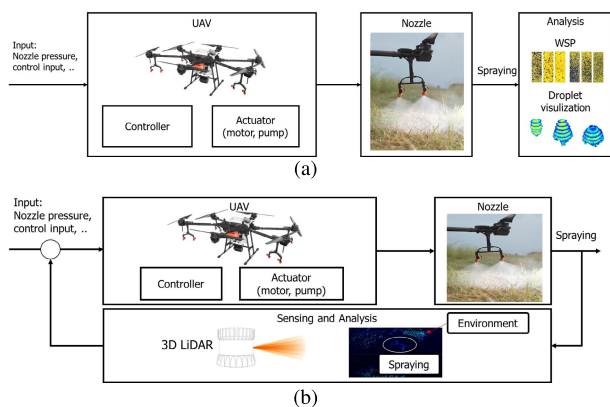 Input:
Nozzle pressure,
control input, ..
UAV
Controller
Actuator
(motor, pump)
Nozzle
Spraying
Analysis
WSP
Droplet
visulization
(a)
Input:
Nozzle pressure,
control input, ..
UAV
Controller
Actuator
(motor, pump)
Nozzle
Spraying
Sensing and Analysis
3D LiDAR
Environment
Spraying
(b)